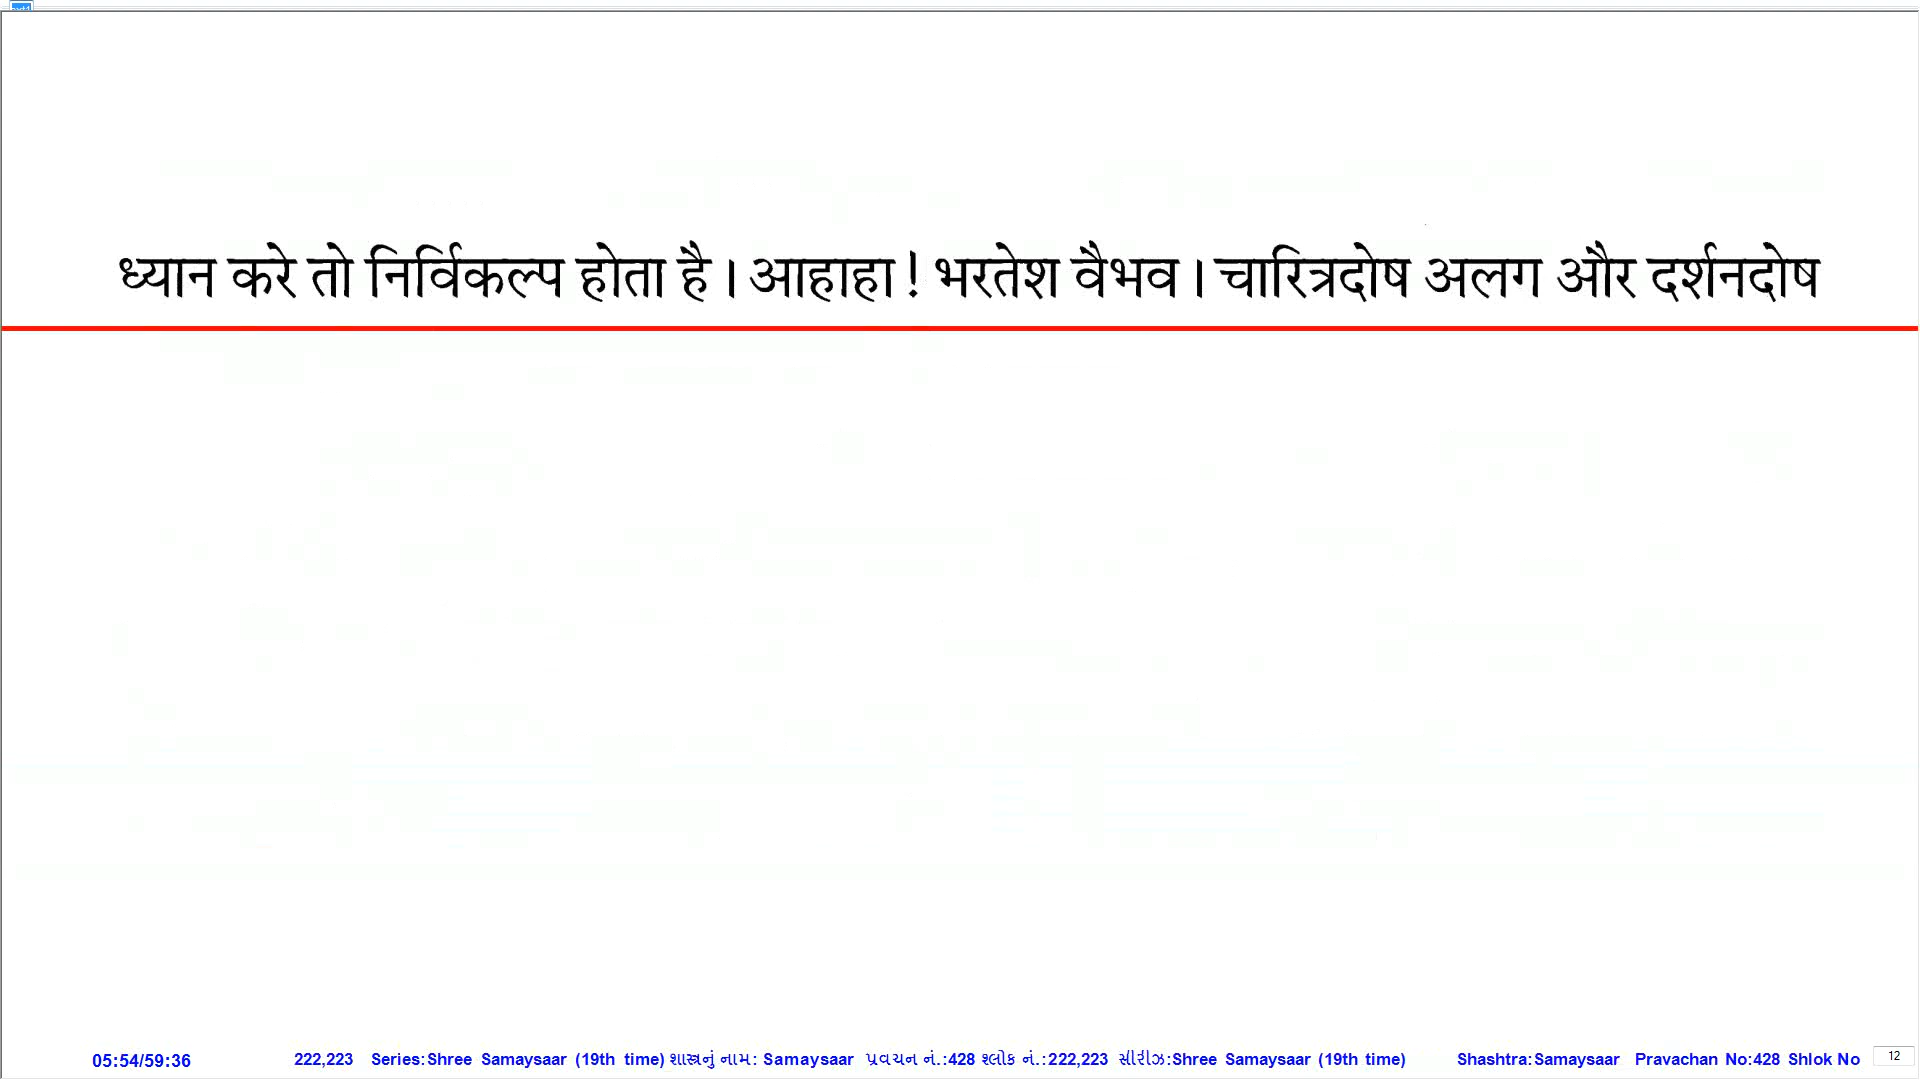 ध्यान करे तो निर्विकल्प होता है । आहाहा ! भरतेश वैभव । चारित्रदोष अलग और दर्शनदोष
05:54/59:36 222,223 Series:Shree Samaysaar (19th time) શાસ્ત્રનું નામ: Samaysaar પ્રવચન નં.:428 શ્લોક નં.:222,223 સીરીઝ:Shree Samaysaar (19th time) Shashtra:Samaysaar Pravachan No:428 Shlok No 12